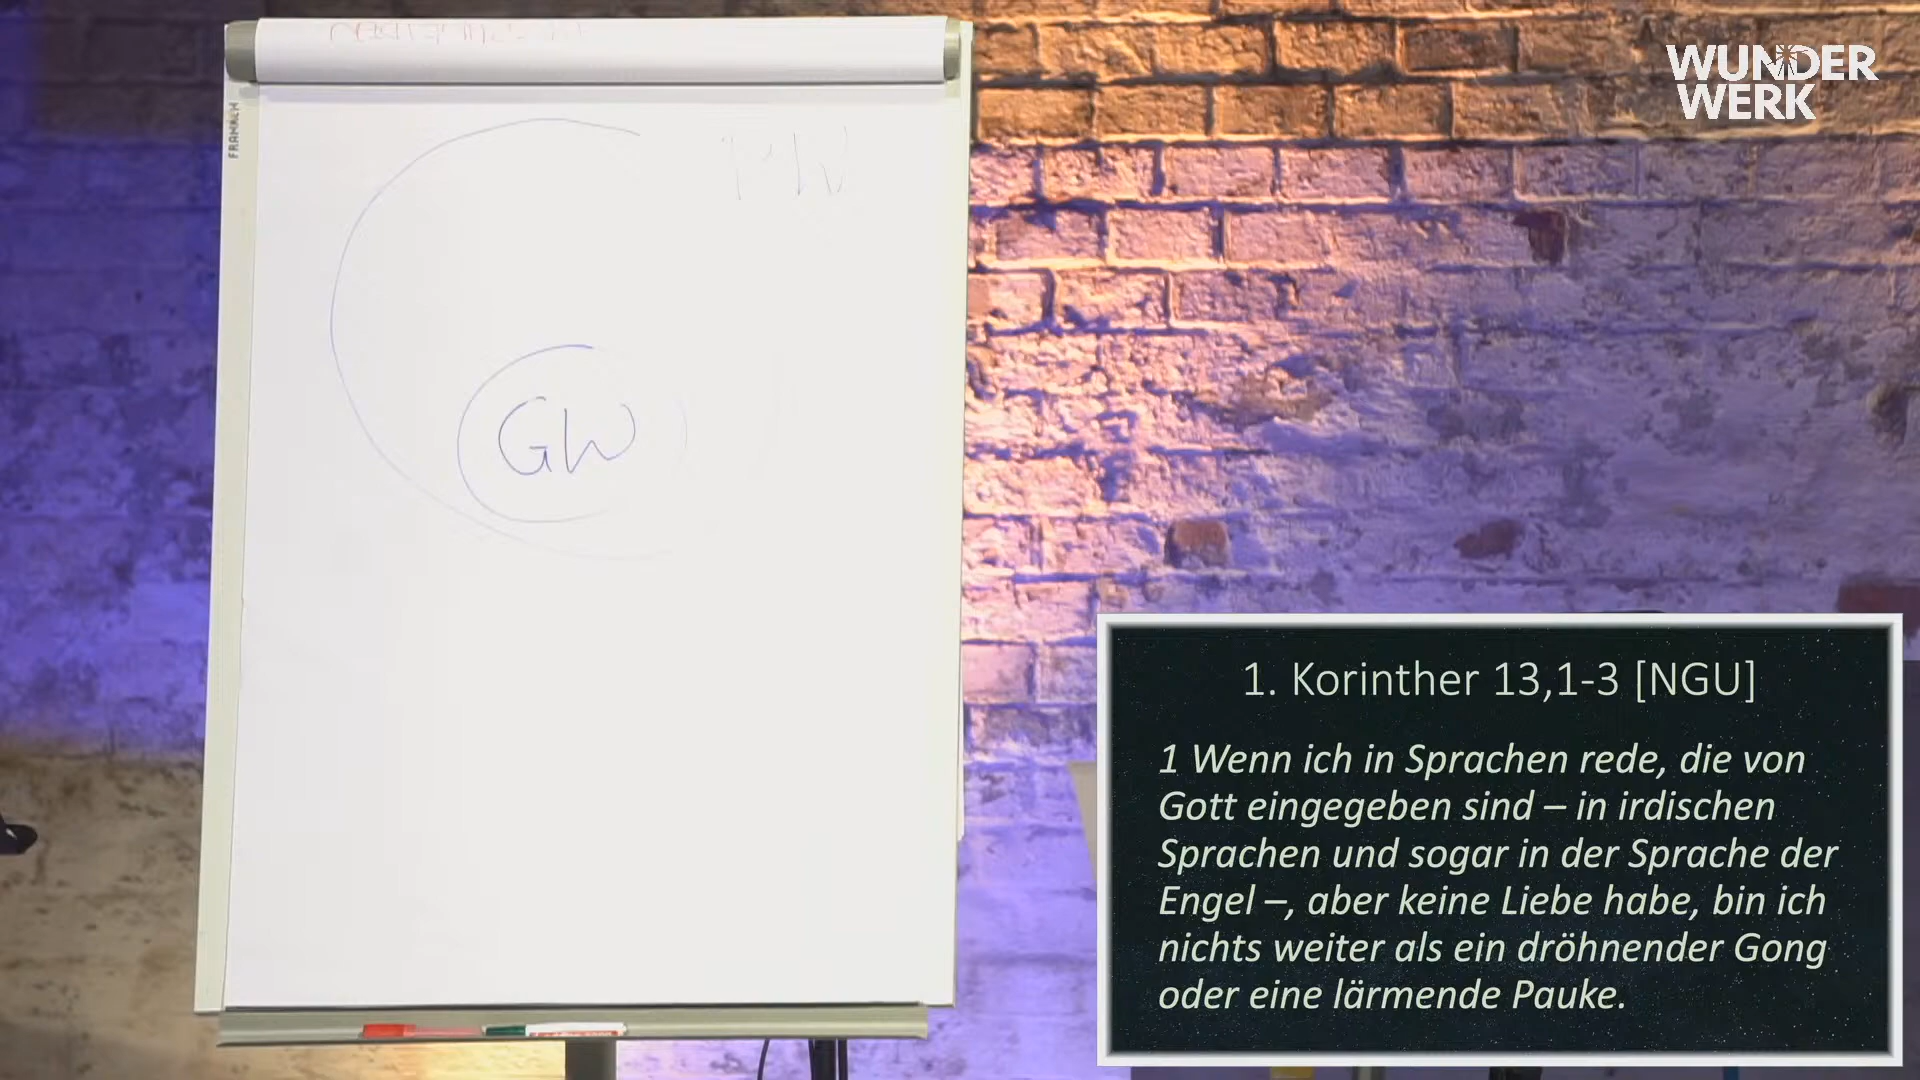 WUNDER
WERK
FRAMALK
GW
1. Korinther 13,1-3 [NGU]
1 Wenn ich in Sprachen rede, die von
Gott eingegeben sind – in irdischen
Sprachen und sogar in der Sprache der
Engel –, aber keine Liebe habe, bin ich
nichts weiter als ein dröhnender Gong
oder eine lärmende Pauke.